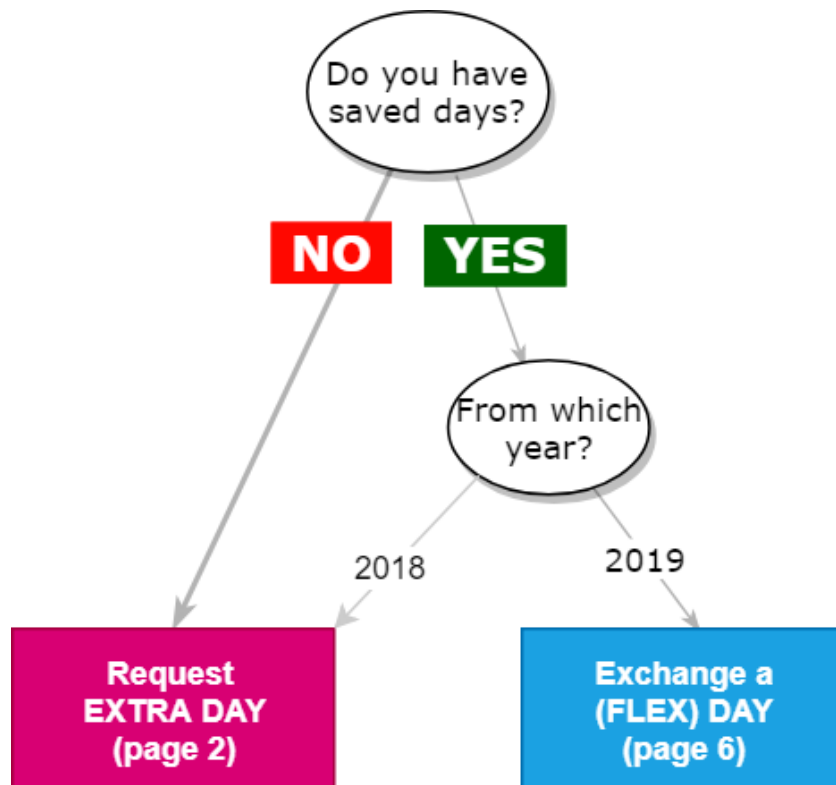 Do you have
saved days?
NO
YES
From which
year?
2018
2019
Request
EXTRA DAY
(page 2)
Exchange a
(FLEX) DAY
(page 6)